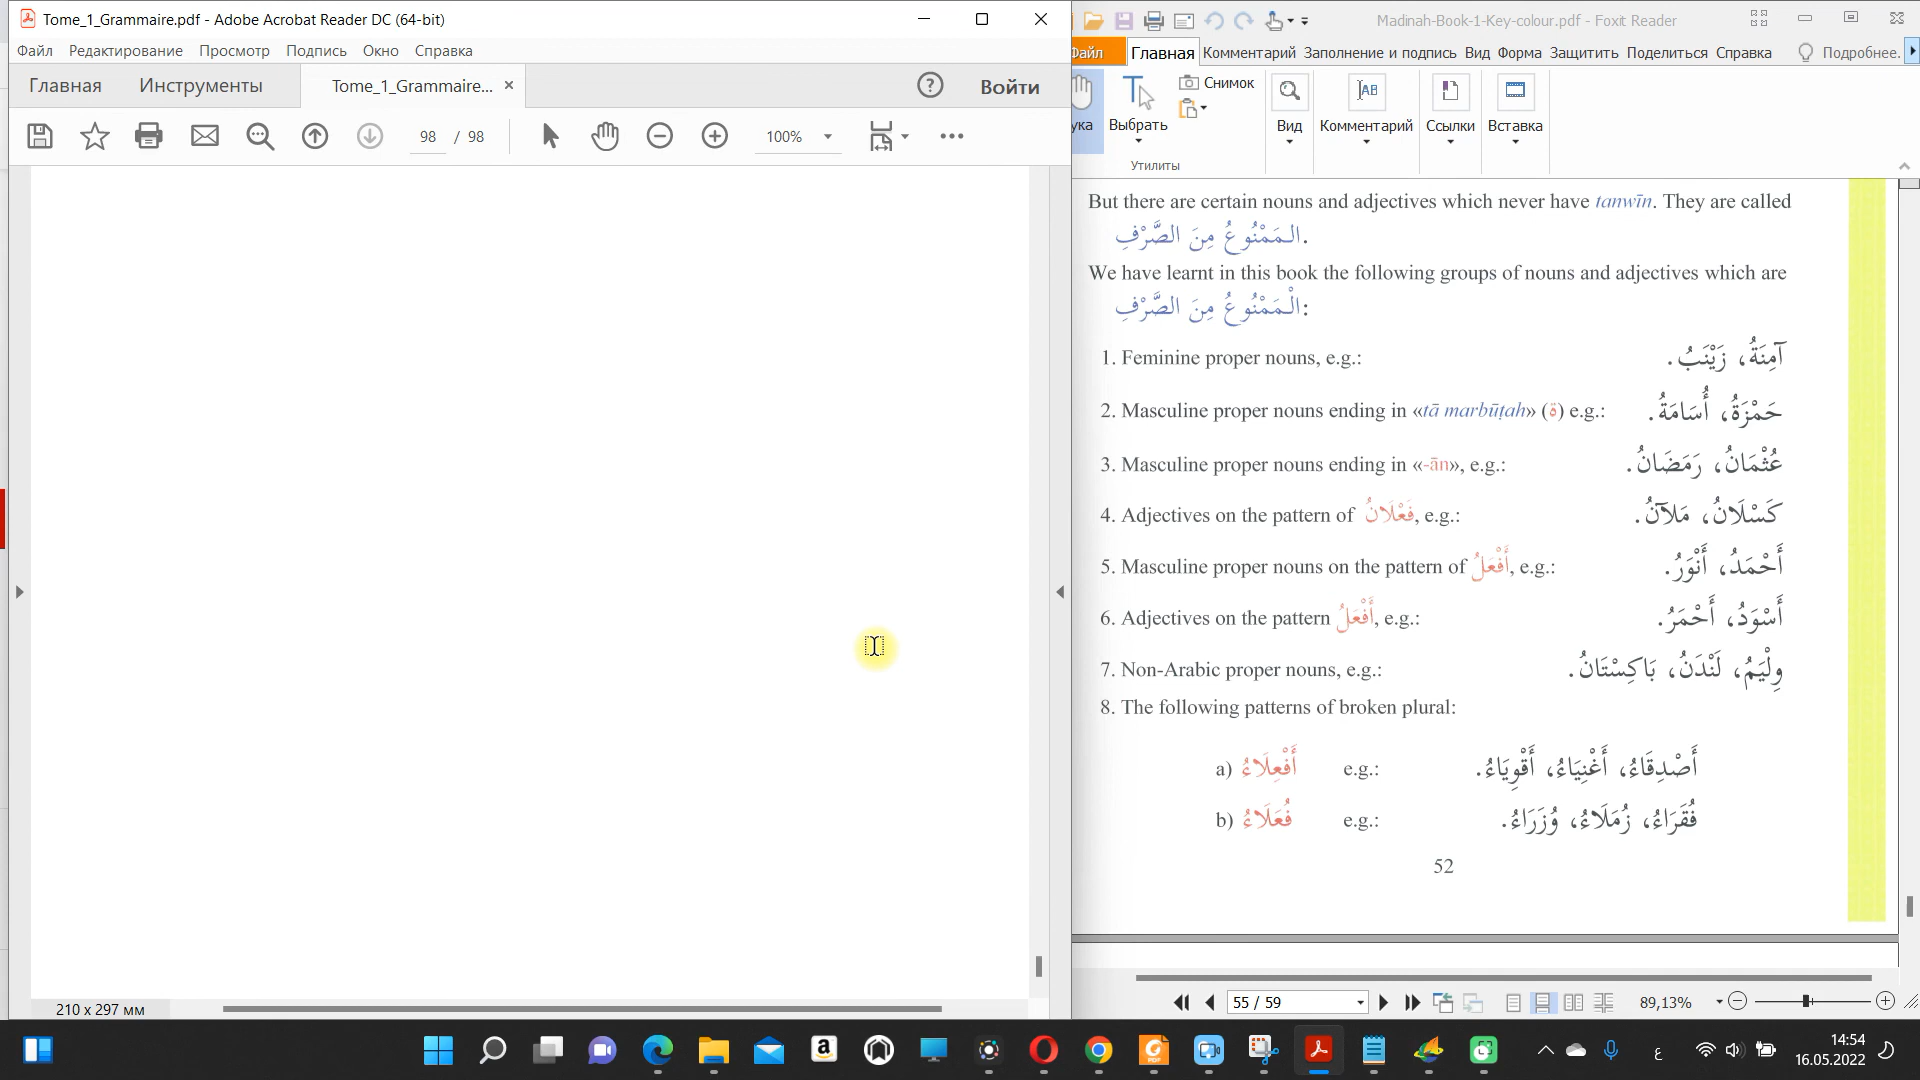 Tome_1_Grammaire.pdf - Adobe Acrobat Reader DC (64-bit)
Файл Редактирование Просмотр Подпись Окно Справка
Главная Инструменты Tome_1_Grammaire... × Войти
98 / 98 100%
210 x 297 мм
Madinah-Book-1-Key-colour.pdf - Foxit Reader
Файл Главная Комментарий Заполнение и подпись Вид Форма Защитить Поделиться Справка Подробнее.
ука Выбрать Снимок Вид Комментарий Ссылки Вставка
Утилиты
But there are certain nouns and adjectives which never have tanwīn. They are called
الـمَمْنُوعُ مِنَ الصَّرْفِ.
We have learnt in this book the following groups of nouns and adjectives which are
الْـمَمْنُوعُ مِنَ الصَّرْفِ:
1. Feminine proper nouns, e.g.: آمِنَةُ، زَيْنَبُ.
2. Masculine proper nouns ending in «tā marbūṭah» (ة) e.g.: حَمْزَةُ، أُسَامَةُ.
3. Masculine proper nouns ending in «-ān», e.g.: عُثْمَانُ، رَمَضَانُ.
4. Adjectives on the pattern of فَعْلَانُ, e.g.: كَسْلَانُ، مَلآنُ.
5. Masculine proper nouns on the pattern of أَفْعَلُ, e.g.: أَحْمَدُ، أَنْوَرُ.
6. Adjectives on the pattern أَفْعَلُ, e.g.: أَسْوَدُ، أَحْمَرُ.
7. Non-Arabic proper nouns, e.g.: وِلْيَمُ، لَنْدَنُ، بَاكِسْتَانُ.
8. The following patterns of broken plural:
a) أَفْعِلَاءُ e.g.: أَصْدِقَاءُ، أَغْنِيَاءُ، أَقْوِيَاءُ.
b) فُعَلَاءُ e.g.: فُقَرَاءُ، زُمَلَاءُ، وُزَرَاءُ.
52
55 / 59 89,13%
ع 14:54
16.05.2022